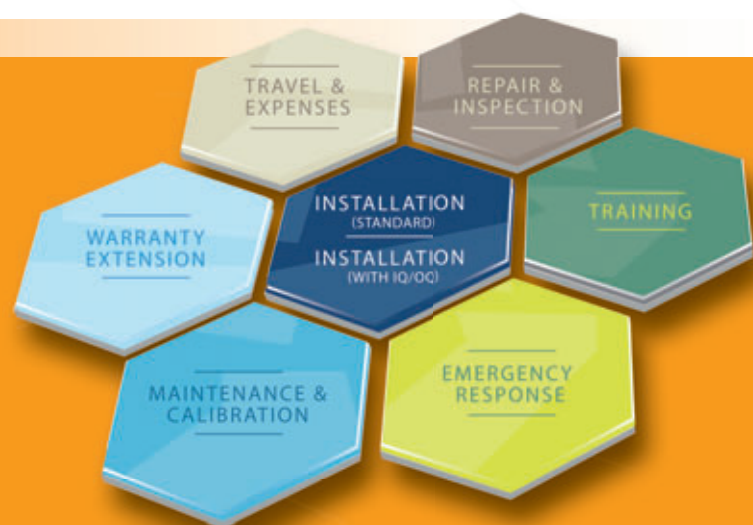 TRAVEL &
EXPENSES
REPAIR &
INSPECTION
WARRANTY
EXTENSION
INSTALLATION
(STANDARD)
INSTALLATION
(WITH IQ/OQ)
TRAINING
MAINTENANCE &
CALIBRATION
EMERGENCY
RESPONSE